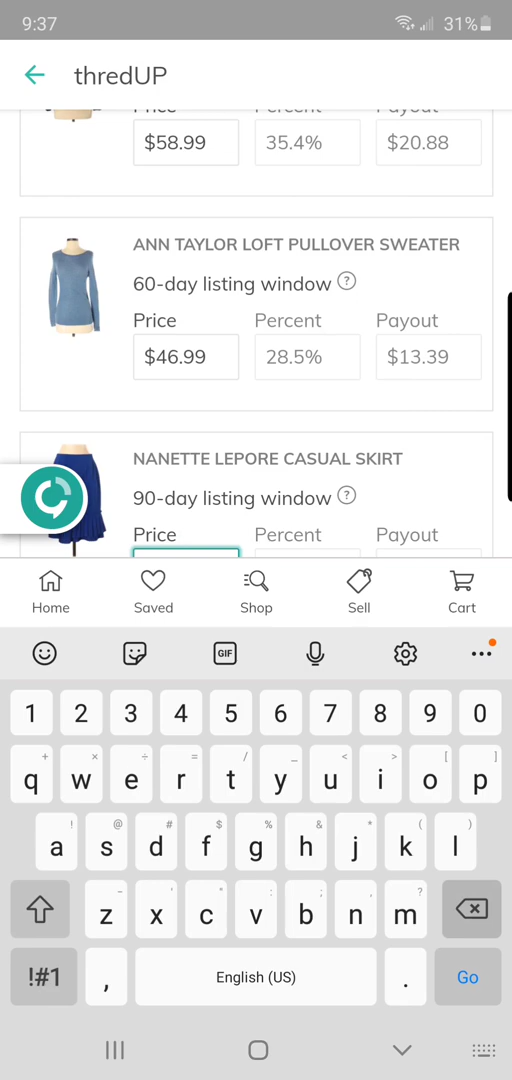 9:37 31%
thredUP
Price Percent Payout
$58.99 35.4% $20.88
ANN TAYLOR LOFT PULLOVER SWEATER
60-day listing window ?
Price Percent Payout
$46.99 28.5% $13.39
NANETTE LEPORE CASUAL SKIRT
90-day listing window ?
Price Percent Payout
Home Saved Shop Sell Cart
GIF
1 2 3 4 5 6 7 8 9 0
+ × ÷ = / _ < > [ ]
q w e r t y u i o p
! @ # $ % & * ( )
a s d f g h j k l
- ' " : ; , ?
z x c v b n m
!#1 , English (US) . Go